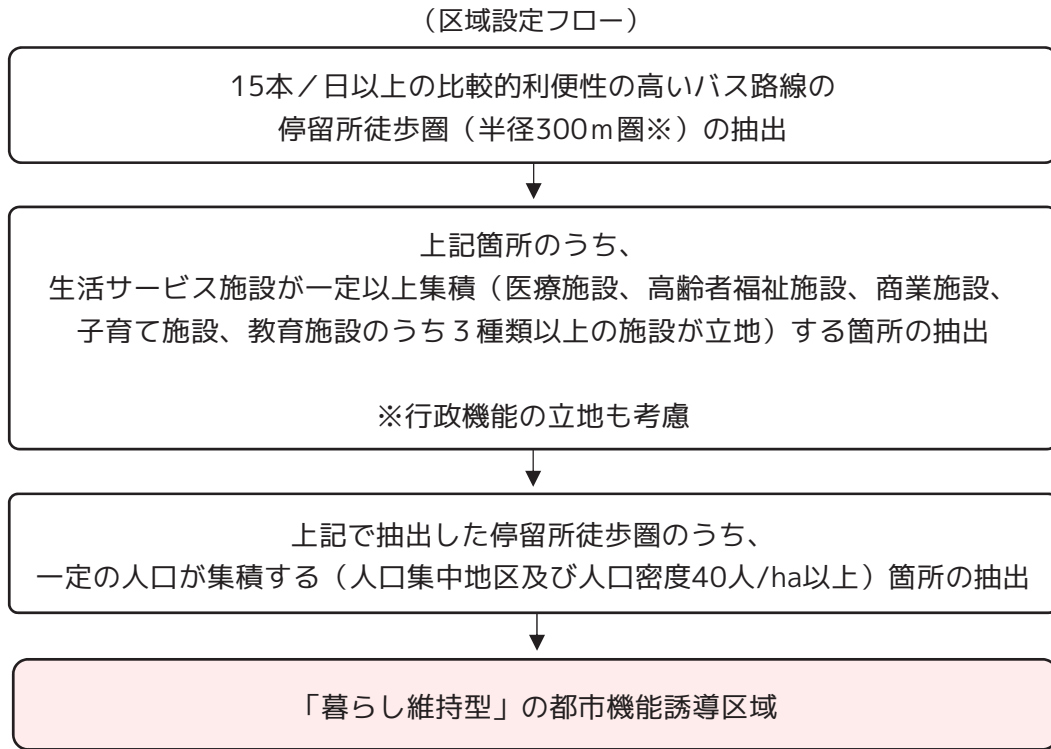 （区域設定フロー）
15本／日以上の比較的利便性の高いバス路線の
停留所徒歩圏（半径300ｍ圏※）の抽出
上記箇所のうち、
生活サービス施設が一定以上集積（医療施設、高齢者福祉施設、商業施設、
子育て施設、教育施設のうち３種類以上の施設が立地）する箇所の抽出
※行政機能の立地も考慮
上記で抽出した停留所徒歩圏のうち、
一定の人口が集積する（人口集中地区及び人口密度40人/ha以上）箇所の抽出
「暮らし維持型」の都市機能誘導区域